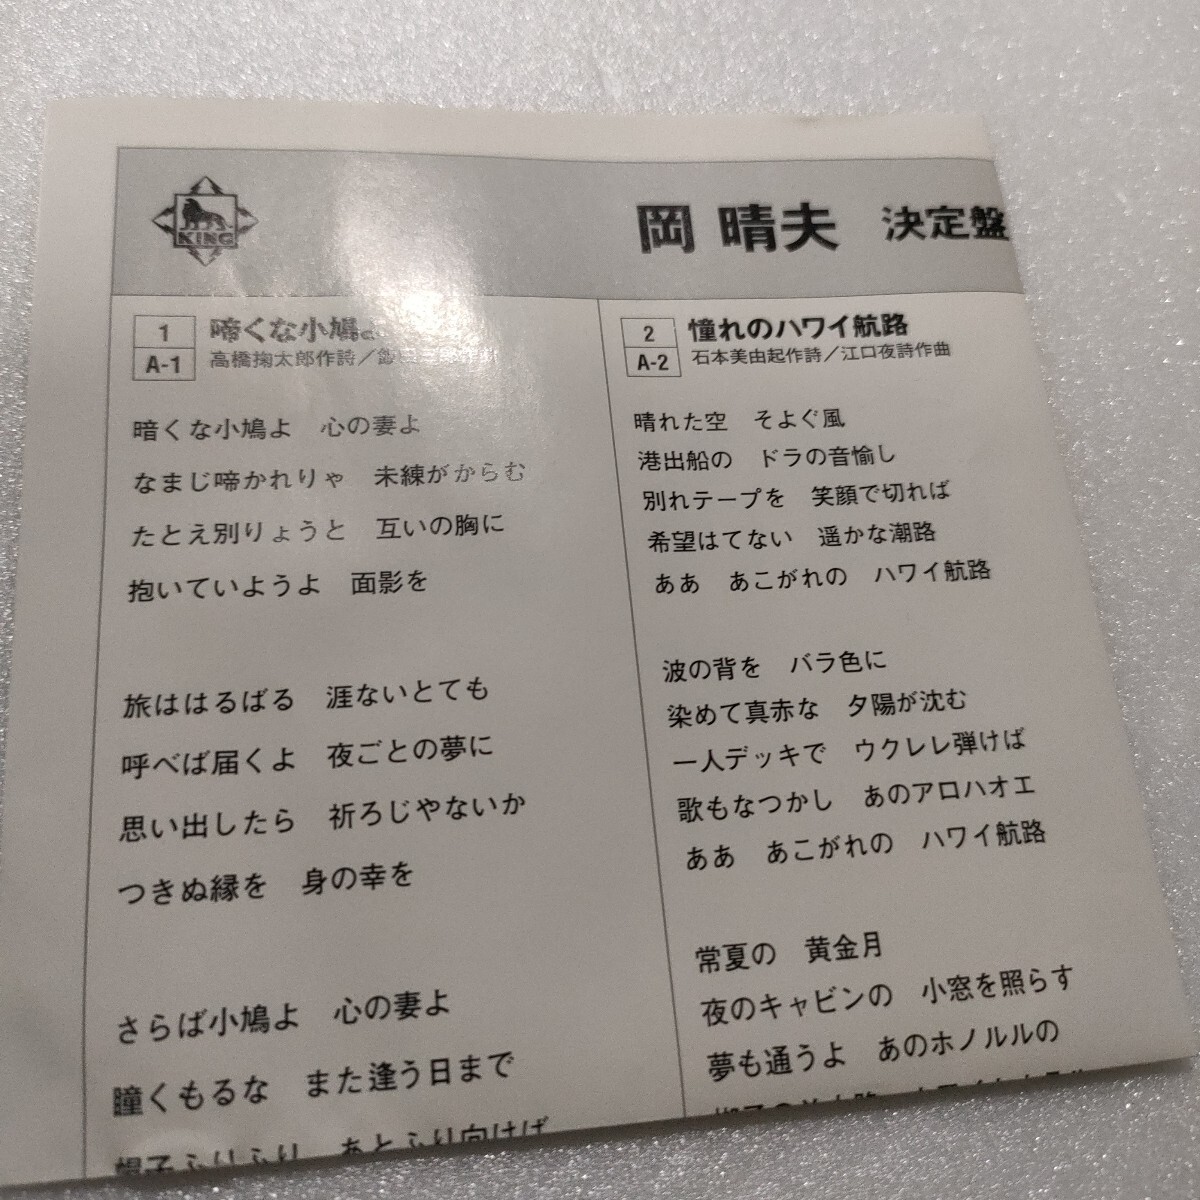 KING
岡 晴夫 決定盤
1
A-1
啼くな小鳩よ
高橋掬太郎作詩／飯
暗くな小鳩よ 心の妻よ
なまじ啼かれりゃ 未練がからむ
たとえ別りょうと 互いの胸に
抱いていようよ 面影を
旅ははるばる 涯ないとても
呼べば届くよ 夜ごとの夢に
思い出したら 祈ろじやないか
つきぬ縁を 身の幸を
さらば小鳩よ 心の妻よ
瞳くもるな また逢う日まで
帽子ふりふり あとふり向けば
2
A-2
憧れのハワイ航路
石本美由起作詩／江口夜詩作曲
晴れた空 そよぐ風
港出船の ドラの音愉し
別れテープを 笑顔で切れば
希望はてない 遥かな潮路
ああ あこがれの ハワイ航路
波の背を バラ色に
染めて真赤な 夕陽が沈む
一人デッキで ウクレレ弾けば
歌もなつかし あのアロハオエ
ああ あこがれの ハワイ航路
常夏の 黄金月
夜のキャビンの 小窓を照らす
夢も通うよ あのホノルルの